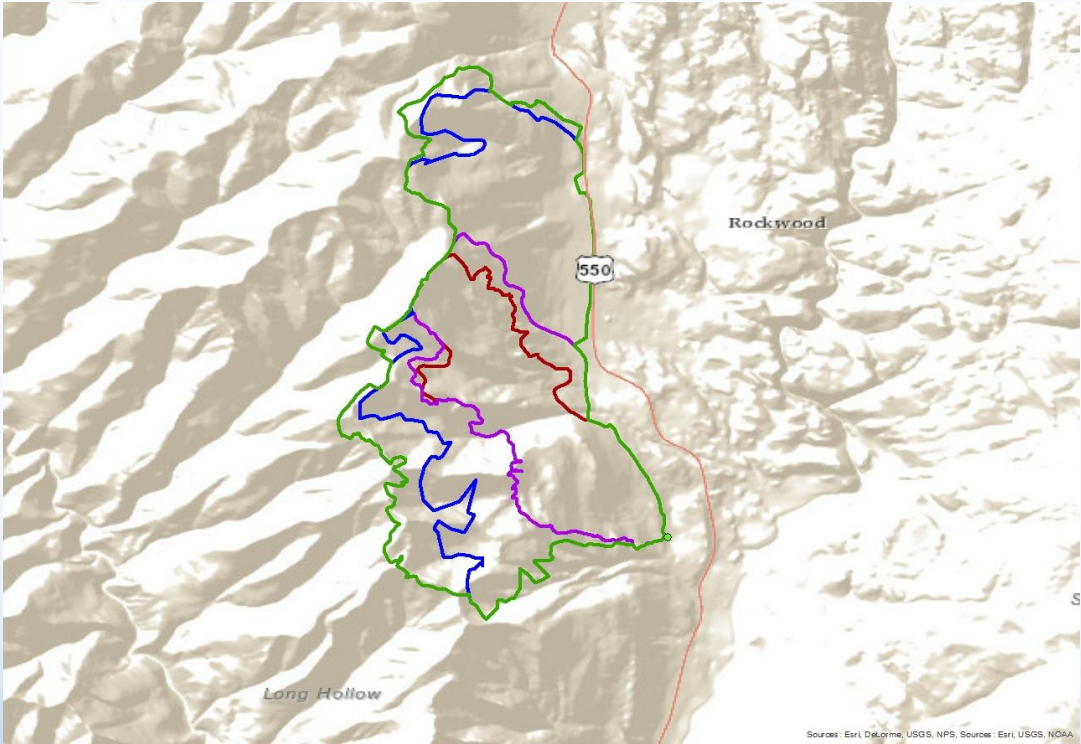 Rockwood
550
Long Hollow
Sources: Esri, DeLorme, USGS, NPS, Sources: Esri, USGS, NOAA